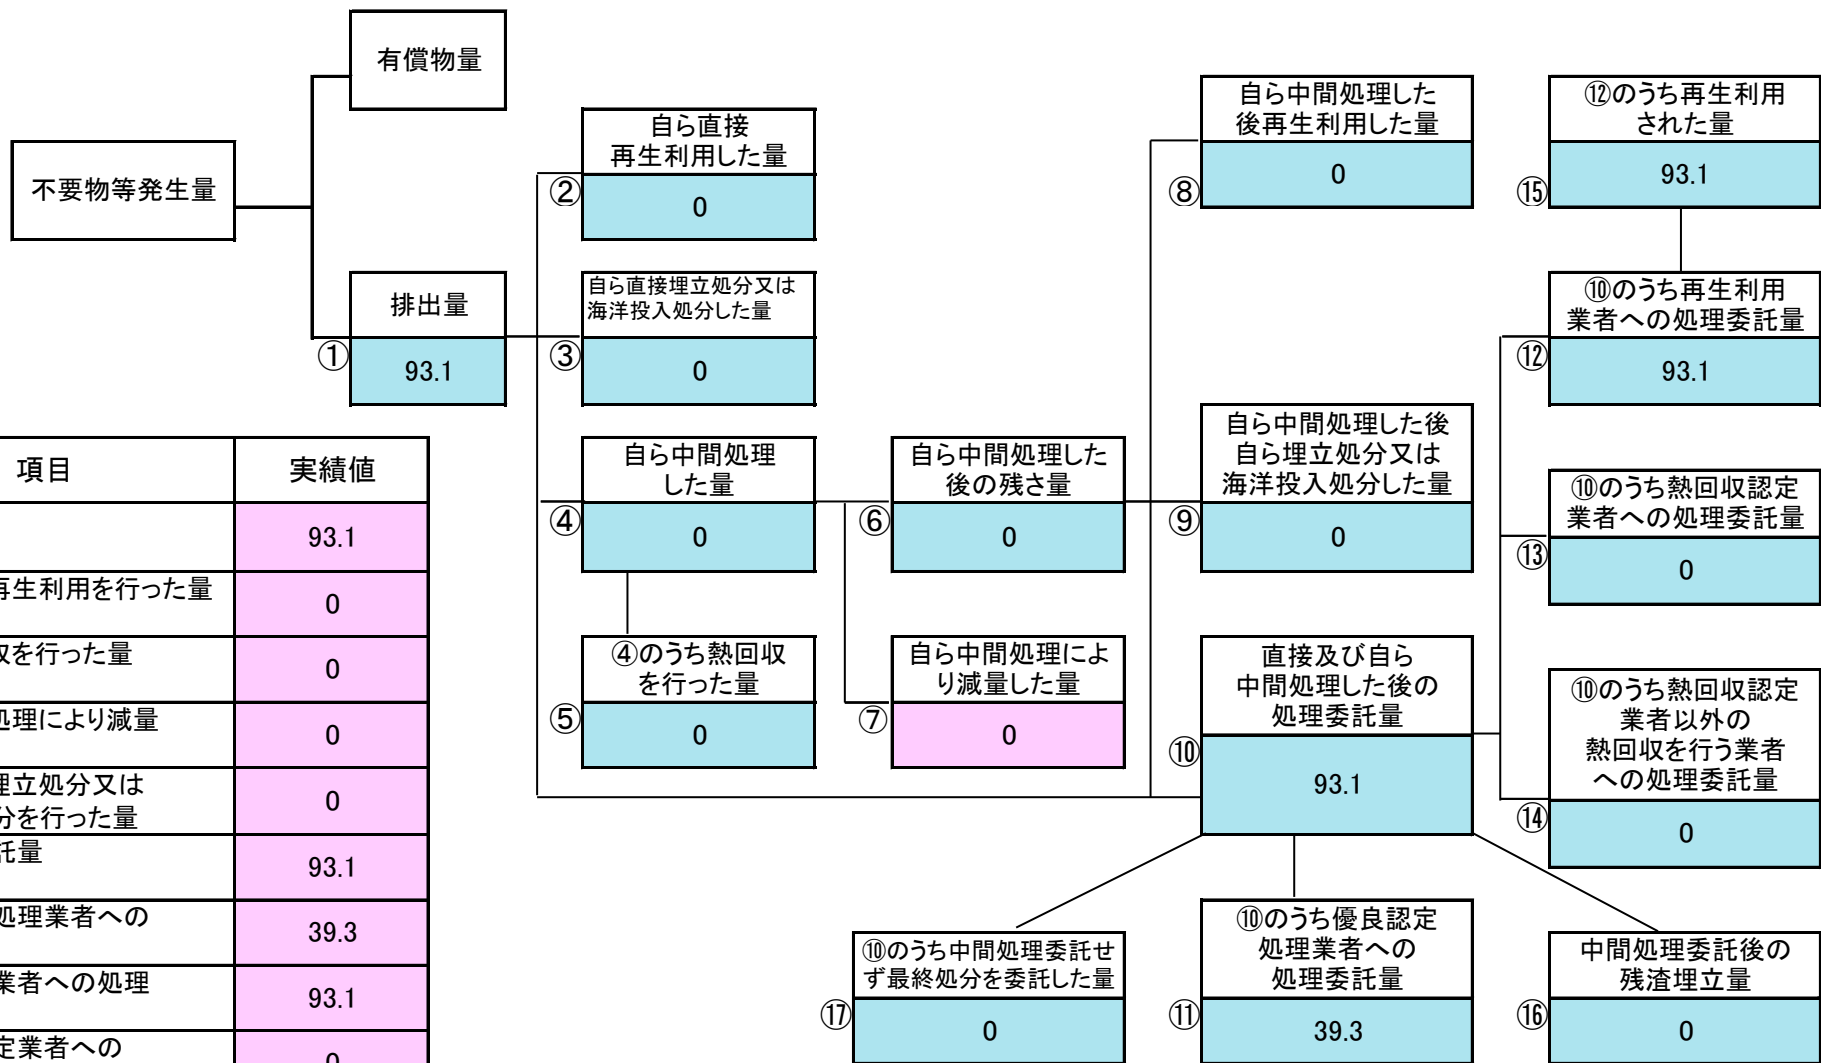 有償物量
不要物等発生量
排出量
①
93.1
自ら直接
再生利用した量
②
0
自ら直接埋立処分又は
海洋投入処分した量
③
0
自ら中間処理
した量
④
0
④のうち熱回収
を行った量
⑤
0
自ら中間処理した
後の残さ量
⑥
0
自ら中間処理によ
り減量した量
⑦
0
自ら中間処理した
後再生利用した量
⑧
0
自ら中間処理した後
自ら埋立処分又は
海洋投入処分した量
⑨
0
直接及び自ら
中間処理した後の
処理委託量
⑩
93.1
⑫のうち再生利用
された量
⑮
93.1
⑩のうち再生利用
業者への処理委託量
⑫
93.1
⑩のうち熱回収認定
業者への処理委託量
⑬
0
⑩のうち熱回収認定
業者以外の
熱回収を行う業者
への処理委託量
⑭
0
⑩のうち中間処理委託せ
ず最終処分を委託した量
⑰
0
⑩のうち優良認定
処理業者への
処理委託量
⑪
39.3
中間処理委託後の
残渣埋立量
⑯
0
項目 実績値
93.1
再生利用を行った量
0
を行った量
0
処理により減量
0
埋立処分又は
分を行った量
0
託量
93.1
処理業者への
39.3
業者への処理
93.1
定業者への
0